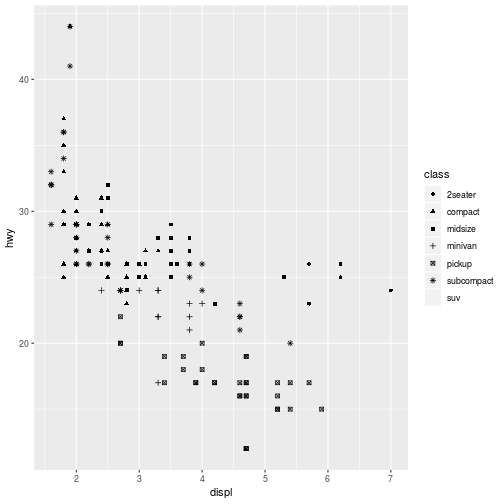 40
30
20
hwy
2
3
4
5
6
7
displ
class
2seater
compact
midsize
minivan
pickup
subcompact
suv